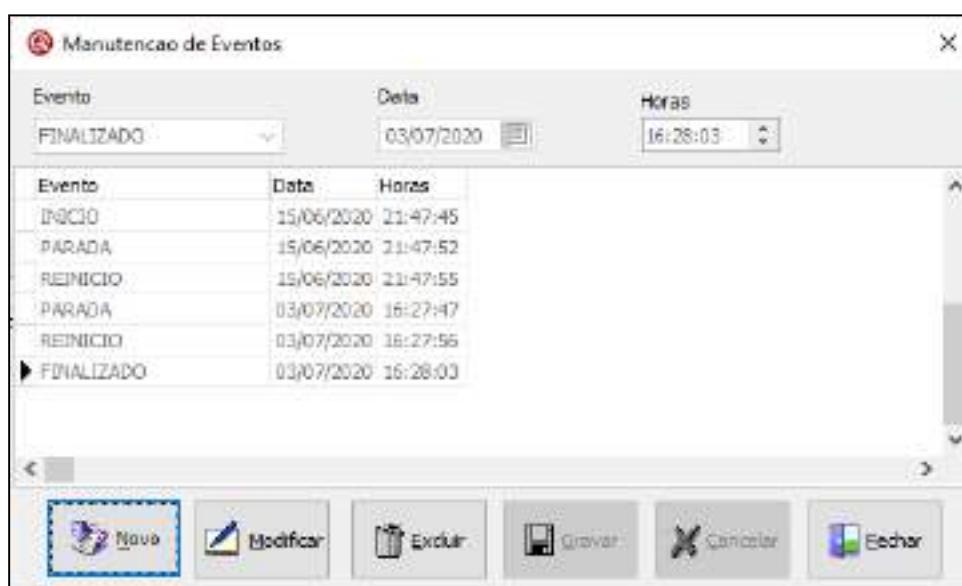 Manutencao de Eventos
Evento Data Horas
FINALIZADO 03/07/2020 16:28:03
Evento Data Horas
INICIO 15/06/2020 21:47:45
PARADA 15/06/2020 21:47:52
REINICIO 15/06/2020 21:47:55
PARADA 03/07/2020 16:27:47
REINICIO 03/07/2020 16:27:56
FINALIZADO 03/07/2020 16:28:03
Novo Modificar Excluir Gravar Cancelar Fechar